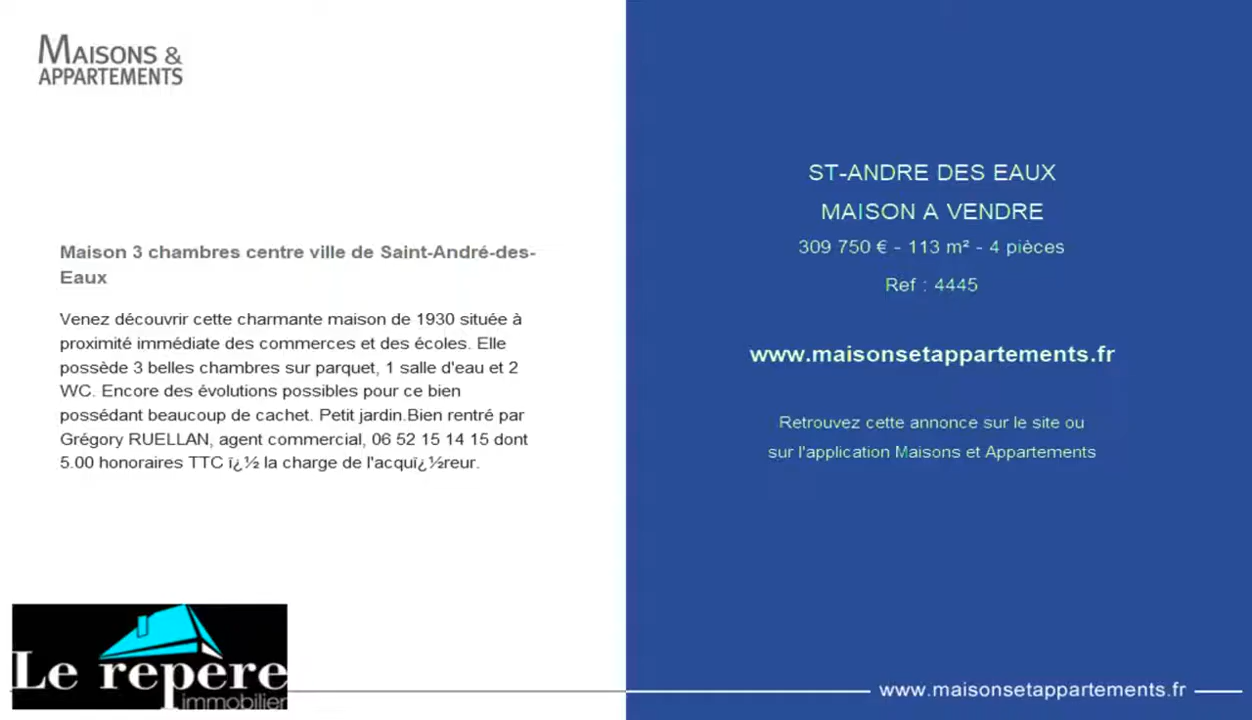 MAISONS &
APPARTEMENTS
Maison 3 chambres centre ville de Saint-André-des-
Eaux
Venez découvrir cette charmante maison de 1930 située à
proximité immédiate des commerces et des écoles. Elle
possède 3 belles chambres sur parquet, 1 salle d'eau et 2
WC. Encore des évolutions possibles pour ce bien
possédant beaucoup de cachet. Petit jardin.Bien rentré par
Grégory RUELLAN, agent commercial, 06 52 15 14 15 dont
5.00 honoraires TTC ï¿½ la charge de l'acquï¿½reur.
Le repère
immobilier
ST-ANDRE DES EAUX
MAISON A VENDRE
309 750 € - 113 m² - 4 pièces
Ref : 4445
www.maisonsetappartements.fr
Retrouvez cette annonce sur le site ou
sur l'application Maisons et Appartements
www.maisonsetappartements.fr